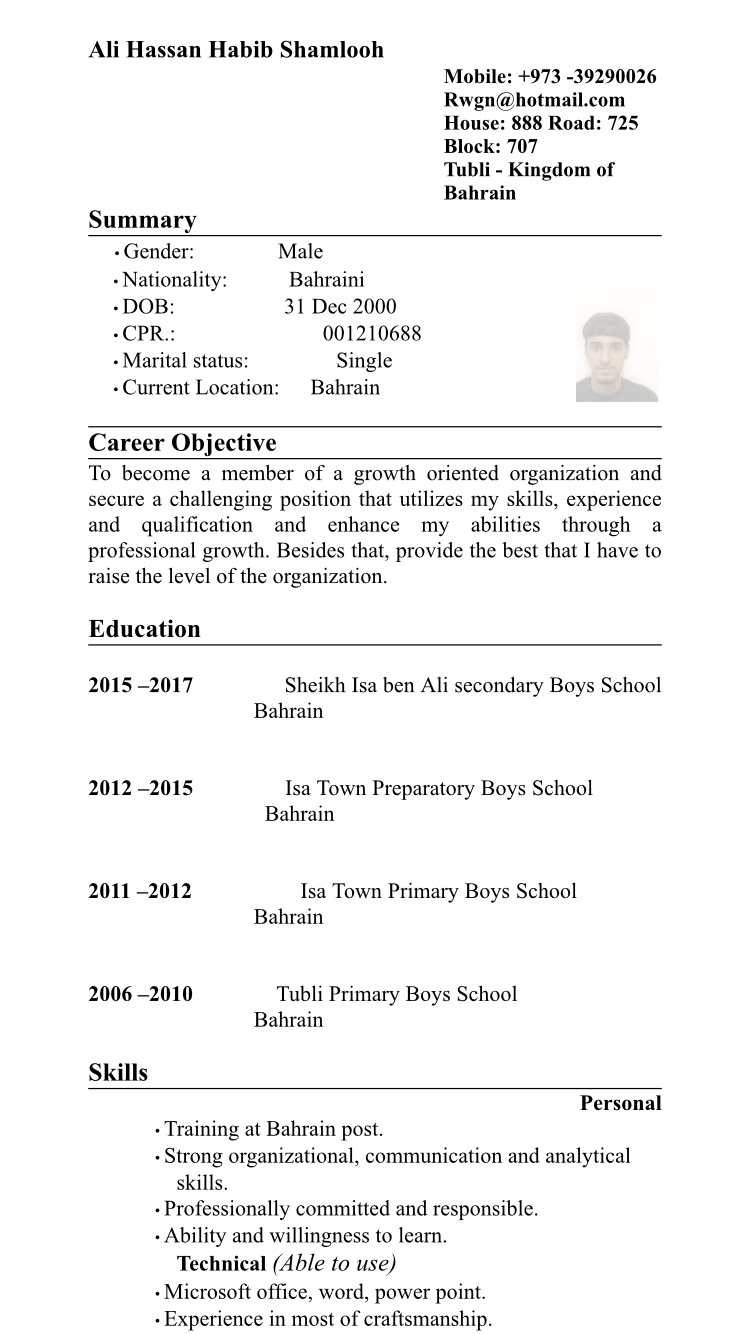 Ali Hassan Habib Shamlooh
Mobile: +973 -39290026
Rwgn@hotmail.com
House: 888 Road: 725
Block: 707
Tubli - Kingdom of
Bahrain
Summary
• Gender: Male
• Nationality: Bahraini
• DOB: 31 Dec 2000
• CPR.: 001210688
• Marital status: Single
• Current Location: Bahrain
Career Objective
To become a member of a growth oriented organization and
secure a challenging position that utilizes my skills, experience
and qualification and enhance my abilities through a
professional growth. Besides that, provide the best that I have to
raise the level of the organization.
Education
2015 –2017 Sheikh Isa ben Ali secondary Boys School
Bahrain
2012 –2015 Isa Town Preparatory Boys School
Bahrain
2011 –2012 Isa Town Primary Boys School
Bahrain
2006 –2010 Tubli Primary Boys School
Bahrain
Skills
Personal
• Training at Bahrain post.
• Strong organizational, communication and analytical
skills.
• Professionally committed and responsible.
• Ability and willingness to learn.
Technical (Able to use)
• Microsoft office, word, power point.
• Experience in most of craftsmanship.